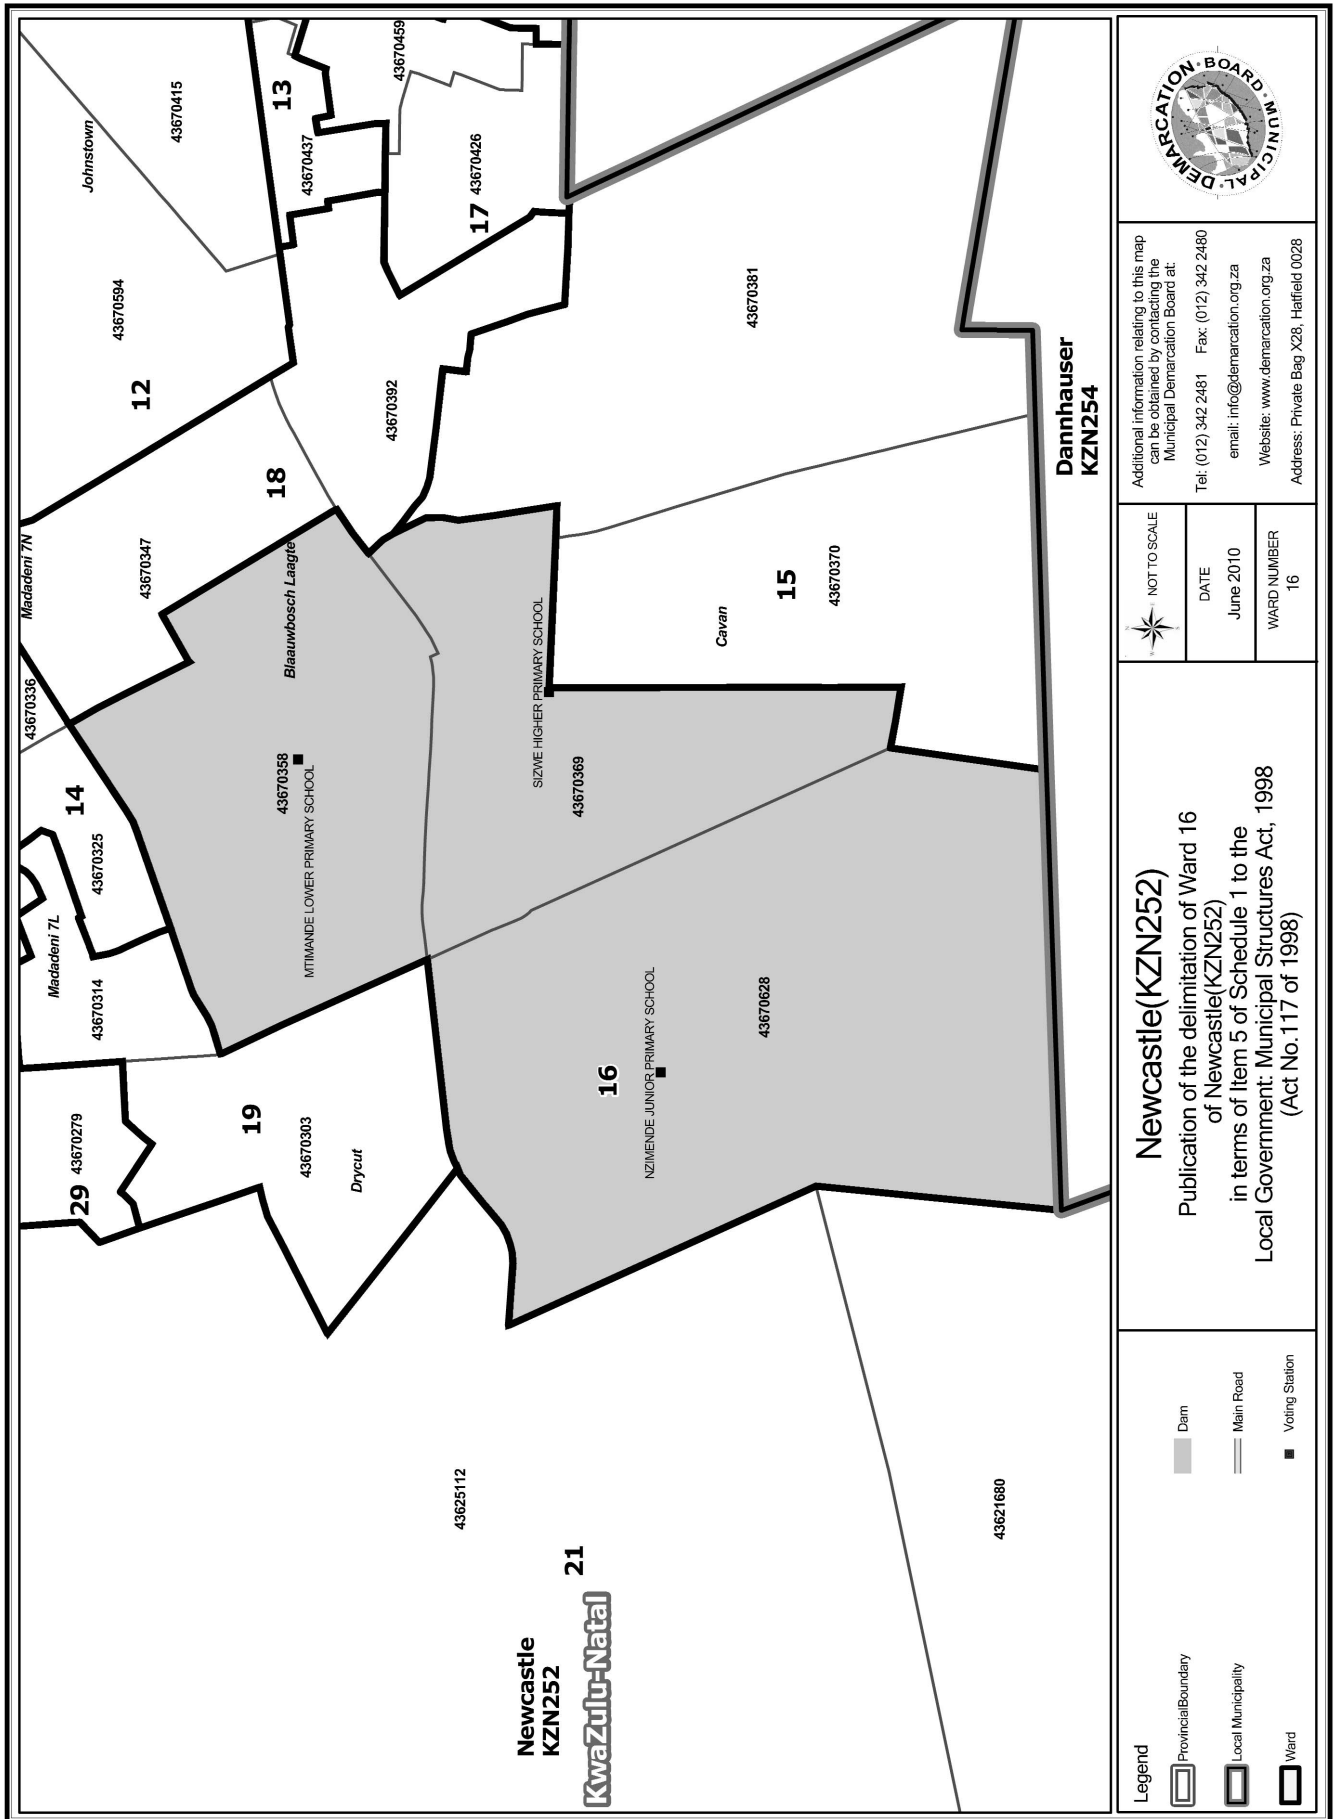 Newcastle
KZN252
KwaZulu-Natal
21
43625112
43621680
29
43670279
19
43670303
Drycut
Madadeni 7L
43670314
14
43670325
43670336
Madadeni 7N
43670347
18
12
43670594
Johnstown
43670415
13
43670437
43670459
17
43670426
43670392
43670381
Blaauwbosch Laagte
43670358
MTIMANDE LOWER PRIMARY SCHOOL
SIZWE HIGHER PRIMARY SCHOOL
43670369
16
NZIMENDE JUNIOR PRIMARY SCHOOL
43670628
Cavan
15
43670370
Dannhauser
KZN254
Legend
ProvincialBoundary
Local Municipality
Ward
Dam
Main Road
Voting Station
Newcastle(KZN252)
Publication of the delimitation of Ward 16
of Newcastle(KZN252)
in terms of Item 5 of Schedule 1 to the
Local Government: Municipal Structures Act, 1998
(Act No.117 of 1998)
NOT TO SCALE
DATE
June 2010
WARD NUMBER
16
Additional information relating to this map
can be obtained by contacting the
Municipal Demarcation Board at:
Tel: (012) 342 2481 Fax: (012) 342 2480
email: info@demarcation.org.za
Website: www.demarcation.org.za
Address: Private Bag X28, Hatfield 0028
DEMARCATION • BOARD • MUNICIPAL •